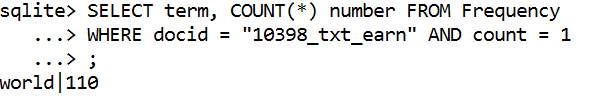 sqlite> SELECT term, COUNT(*) number FROM Frequency
...> WHERE docid = "10398_txt_earn" AND count = 1
...> ;
world|110